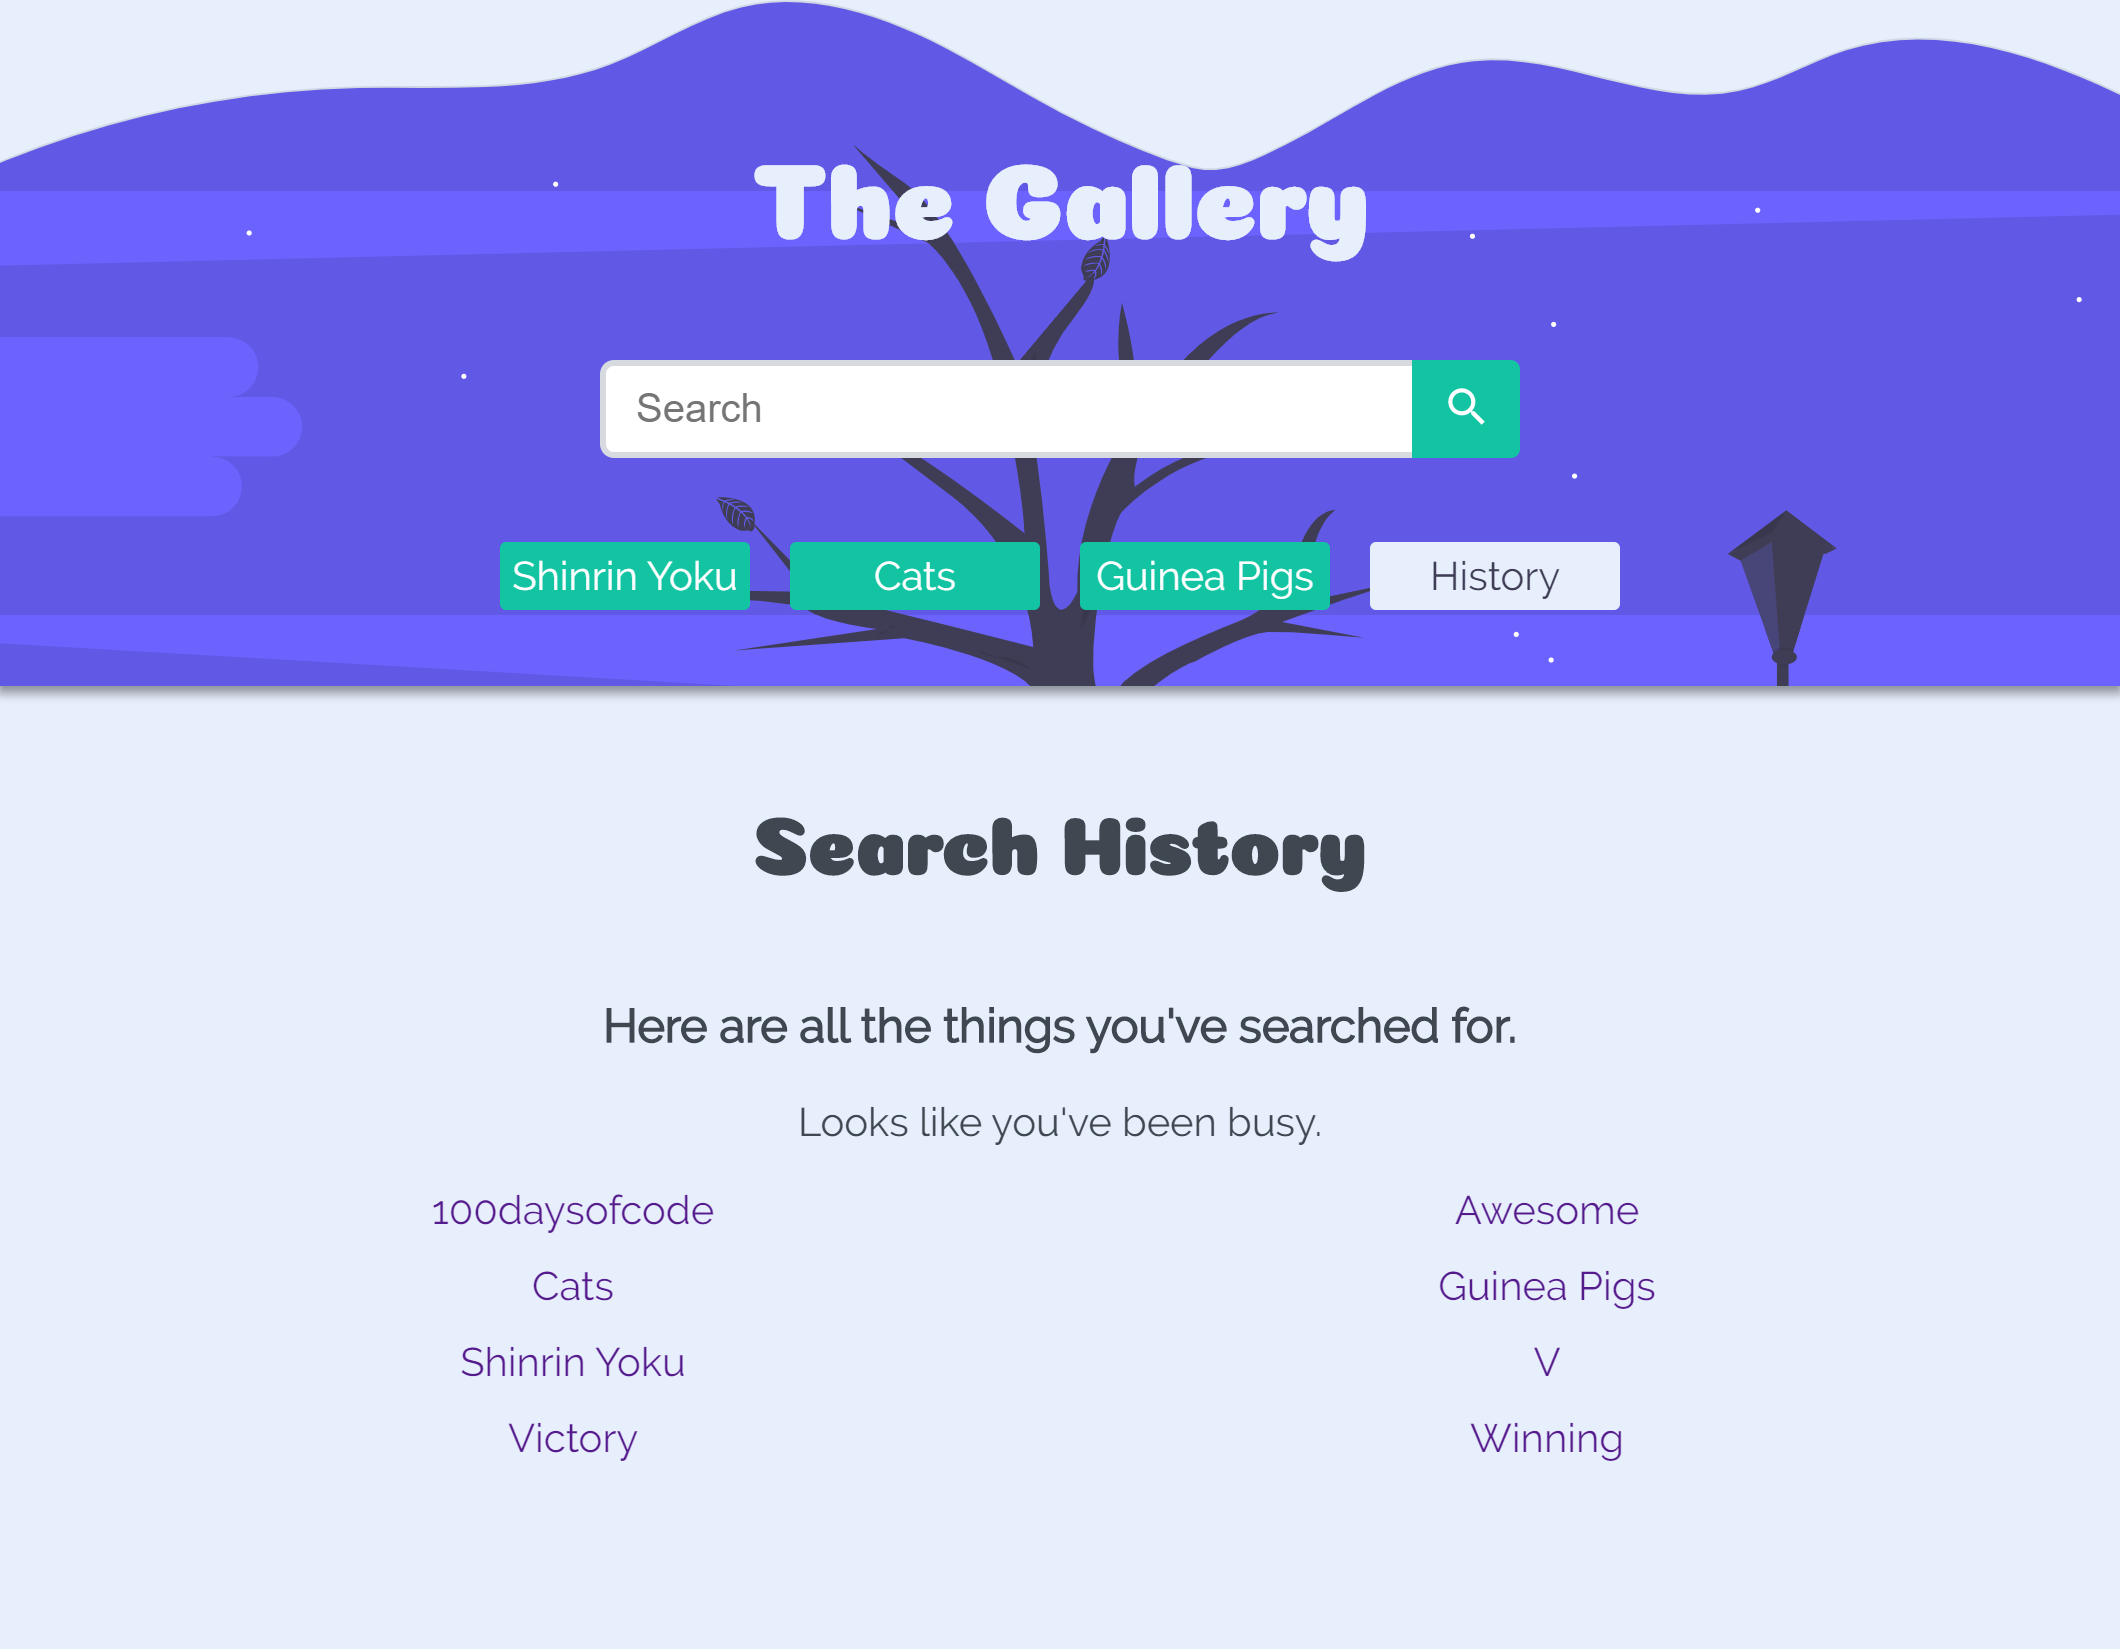 The Gallery
Search
Shinrin Yoku Cats Guinea Pigs History
Search History
Here are all the things you've searched for.
Looks like you've been busy.
100daysofcode Awesome
Cats Guinea Pigs
Shinrin Yoku V
Victory Winning